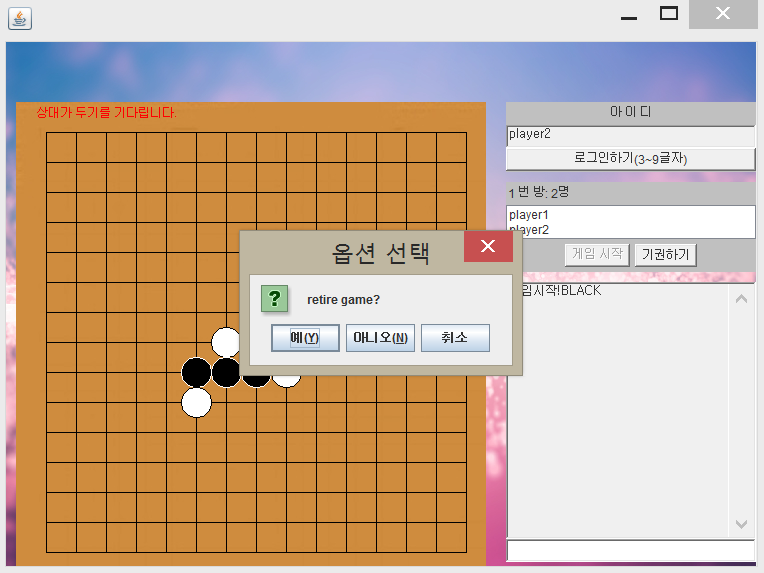 상대가 두기를 기다립니다.
아 이 디
player2
로그인하기(3~9글자)
1 번 방: 2명
player1
player2
게임 시작
기권하기
임시작!BLACK
옵션 선택
?
retire game?
예(Y)
아니오(N)
취소